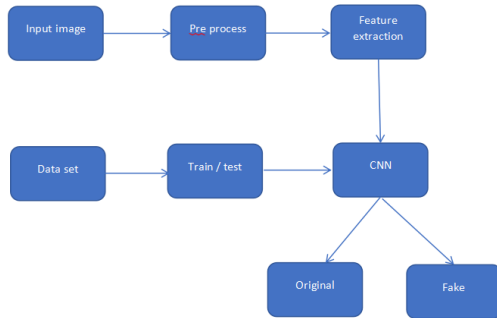 Input image
Pre process
Feature
extraction
Data set
Train / test
CNN
Original
Fake